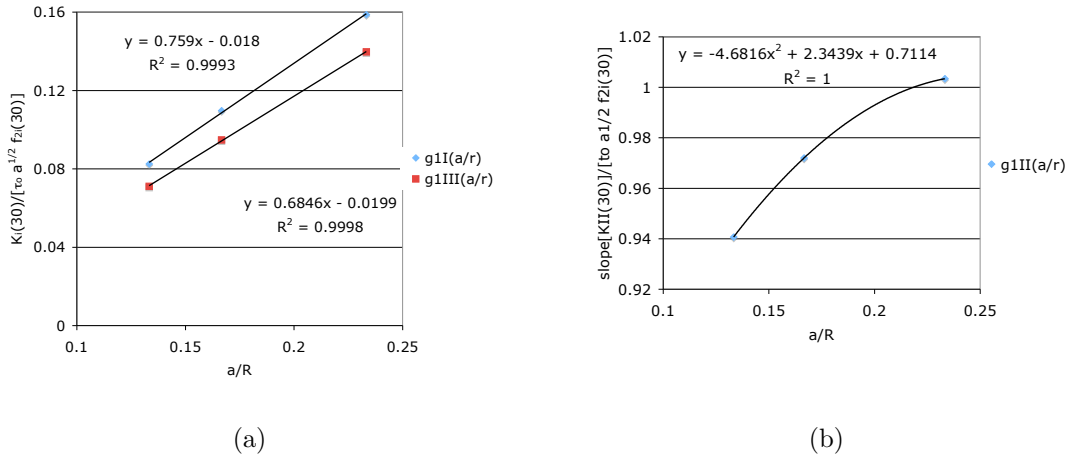 0.16
0.12
0.08
0.04
0
0.1
0.15
0.2
0.25
a/R
Kᵢ(30)/[τₒ a^1/2 f₂ᵢ(30)]
y = 0.759x - 0.018
R² = 0.9993
y = 0.6846x - 0.0199
R² = 0.9998
g1I(a/r)
g1III(a/r)
(a)
1.02
1
0.98
0.96
0.94
0.92
0.1
0.15
0.2
0.25
a/R
slope[KII(30)]/[to a1/2 f2i(30)]
y = -4.6816x² + 2.3439x + 0.7114
R² = 1
g1II(a/r)
(b)